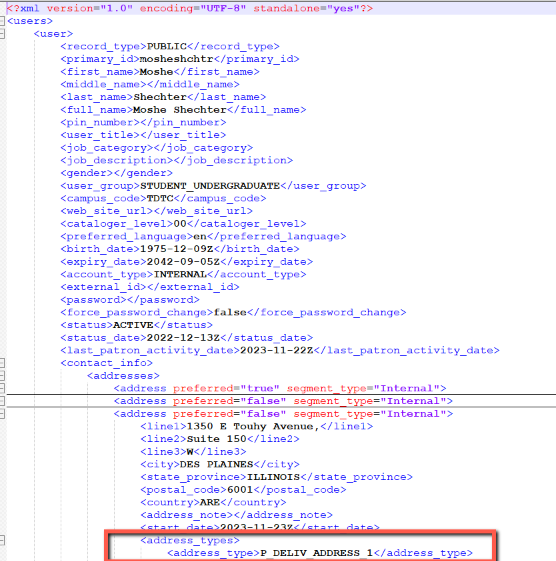 <?xml version="1.0" encoding="UTF-8" standalone="yes"?>
<users>
<user>
<record_type>PUBLIC</record_type>
<primary_id>mosheshchtr</primary_id>
<first_name>Moshe</first_name>
<middle_name></middle_name>
<last_name>Shechter</last_name>
<full_name>Moshe Shechter</full_name>
<pin_number></pin_number>
<user_title></user_title>
<job_category></job_category>
<job_description></job_description>
<gender></gender>
<user_group>STUDENT_UNDERGRADUATE</user_group>
<campus_code>TDTC</campus_code>
<web_site_url></web_site_url>
<cataloger_level>00</cataloger_level>
<preferred_language>en</preferred_language>
<birth_date>1975-12-09Z</birth_date>
<expiry_date>2042-09-05Z</expiry_date>
<account_type>INTERNAL</account_type>
<external_id></external_id>
<password></password>
<force_password_change>false</force_password_change>
<status>ACTIVE</status>
<status_date>2022-12-13Z</status_date>
<last_patron_activity_date>2023-11-22Z</last_patron_activity_date>
<contact_info>
<addresses>
<address preferred="true" segment_type="Internal">
<address preferred="false" segment_type="Internal">
<address preferred="false" segment_type="Internal">
<line1>1350 E Touhy Avenue,</line1>
<line2>Suite 150</line2>
<line3>W</line3>
<city>DES PLAINES</city>
<state_province>ILLINOIS</state_province>
<postal_code>6001</postal_code>
<country>ARE</country>
<address_note></address_note>
<start_date>2023-11-23Z</start_date>
<address_types>
<address_type>P_DELIV_ADDRESS_1</address_type>